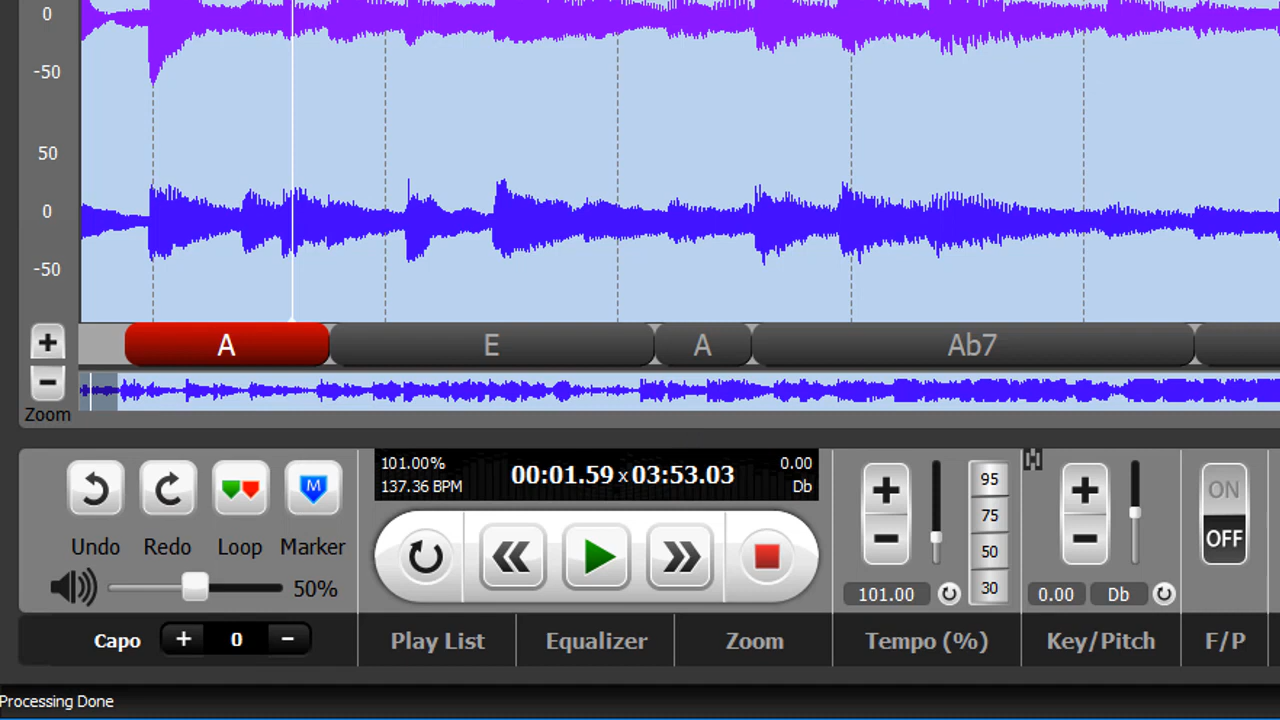 0
-50
50
0
-50
A E A Ab7
+
-
Zoom
101.00% 0.00
137.36 BPM 00:01.59 x 03:53.03 Db
M
Undo Redo Loop Marker
50%
+ + ON
- - OFF
95
75
50
30
101.00 0.00 Db
Capo + 0 -
Play List Equalizer Zoom Tempo (%) Key/Pitch F/P
Processing Done